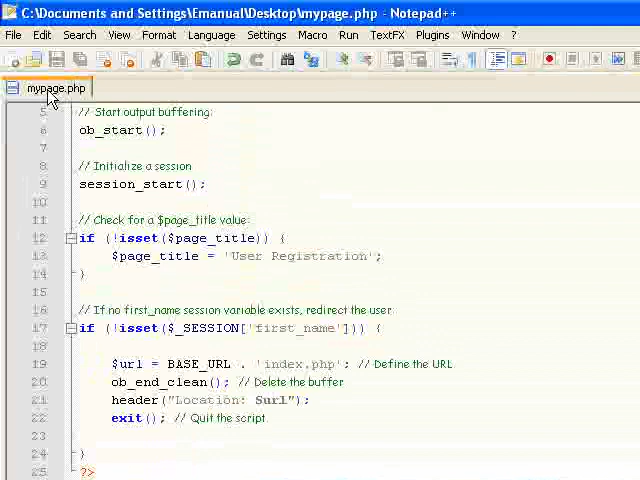 C:\Documents and Settings\Emanual\Desktop\mypage.php - Notepad++
File Edit Search View Format Language Settings Macro Run TextFX Plugins Window ?
mypage.php
5 // Start output buffering:
6 ob_start();
7
8 // Initialize a session
9 session_start();
10
11 // Check for a $page_title value:
12 if (!isset($page_title)) {
13 $page_title = 'User Registration';
14 }
15
16 // If no first_name session variable exists, redirect the user:
17 if (!isset($_SESSION['first_name'])) {
18
19 $url = BASE_URL . 'index.php'; // Define the URL
20 ob_end_clean(); // Delete the buffer
21 header("Location: $url");
22 exit(); // Quit the script.
23
24 }
25 ?>